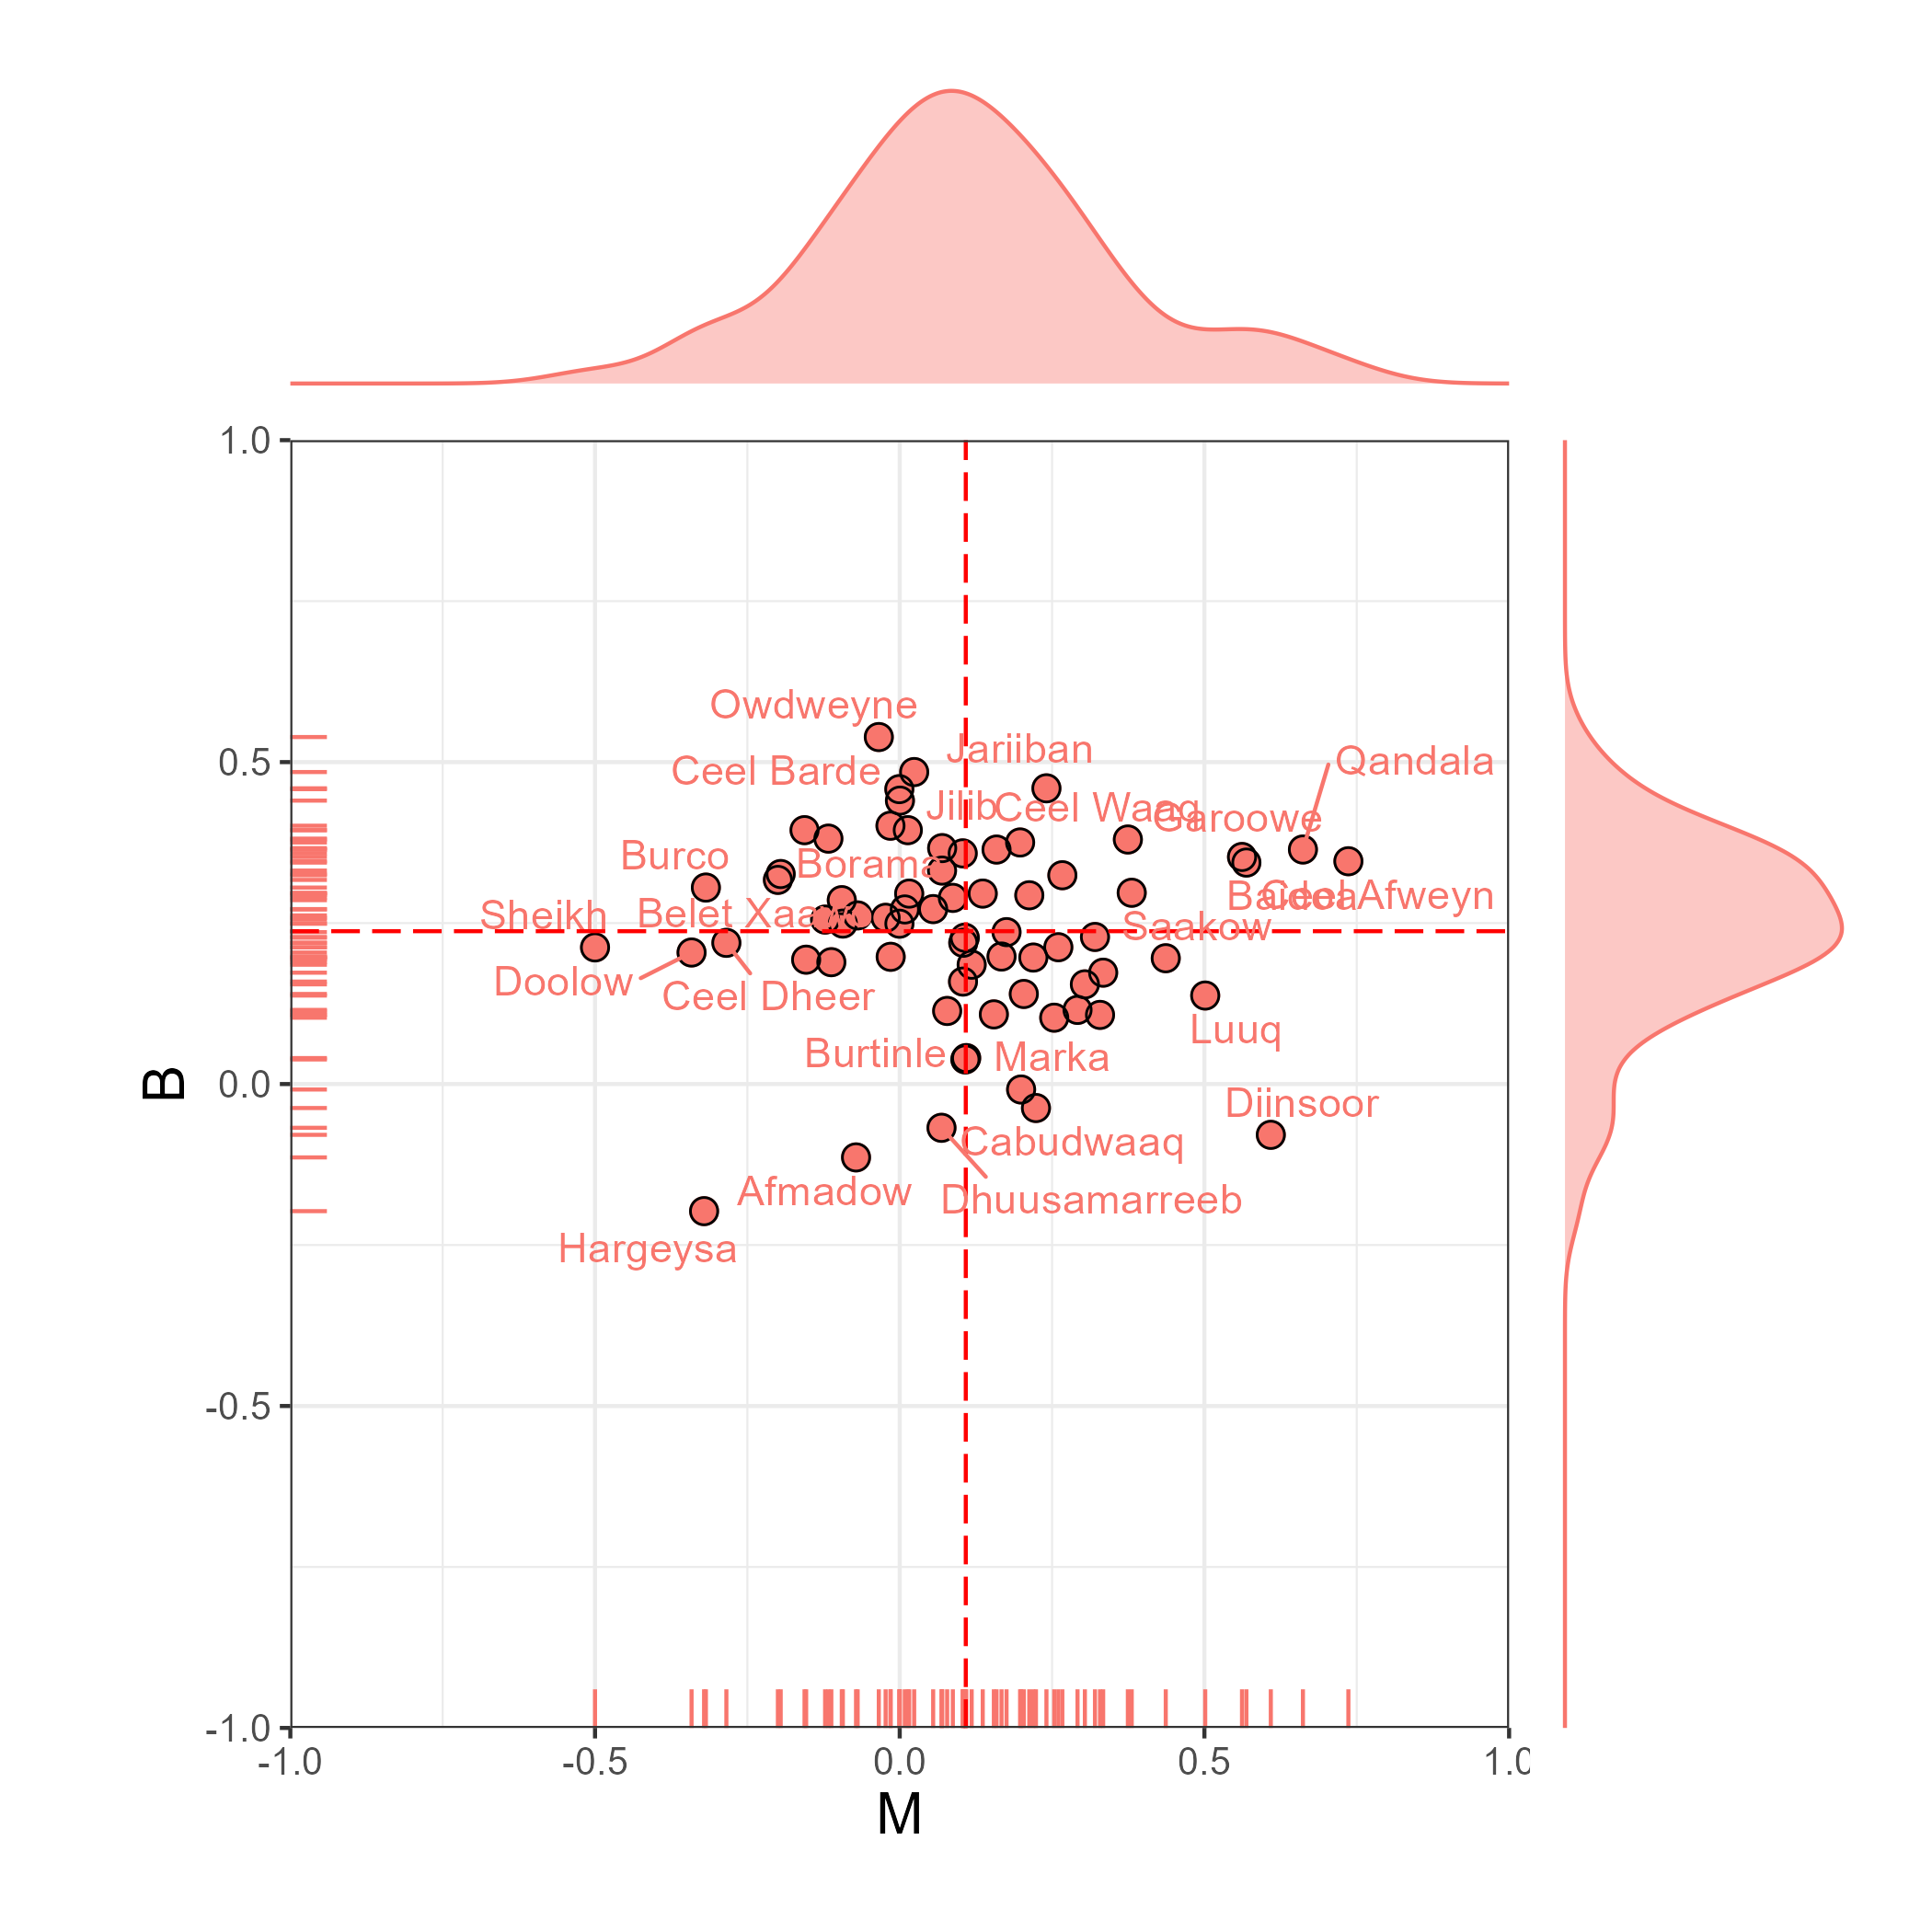 1.0
Owdweyne
Jariiban
Qandala
0.5
Ceel Barde
Jilib
Ceel Waaq
Garoowe
Burco
Borama
Baidoa
Ceel Afweyn
Sheikh
Belet Xaawo
Saakow
Doolow
Ceel Dheer
Luuq
Burtinle
Marka
B
0.0
Diinsoor
Cabudwaaq
Afmadow
Dhuusamarreeb
Hargeysa
-0.5
-1.0
-1.0
-0.5
0.0
0.5
1.0
M